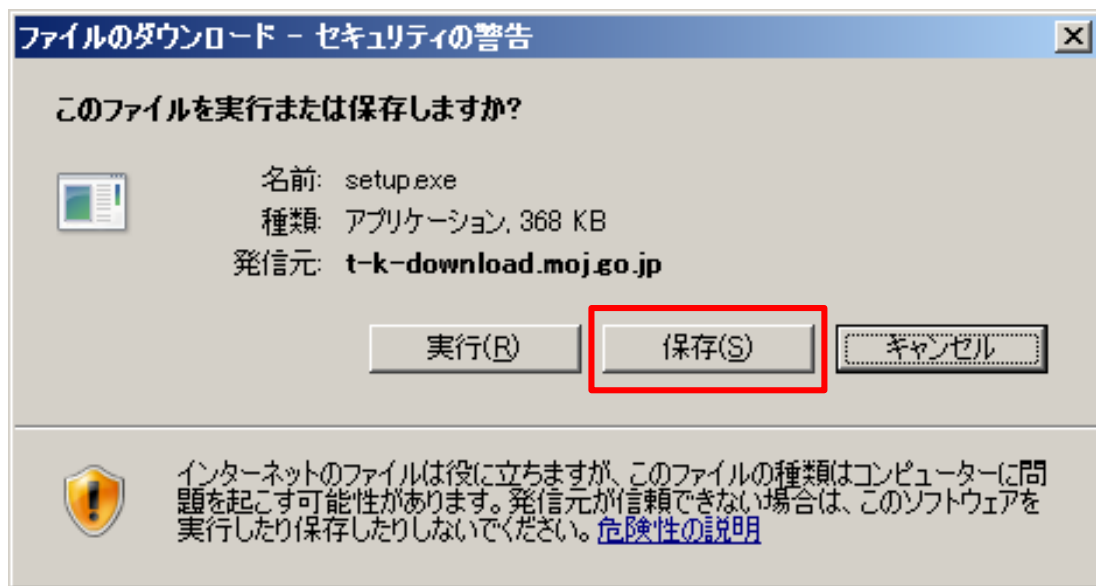 ファイルのダウンロード - セキュリティの警告
このファイルを実行または保存しますか?
名前: setup.exe
種類: アプリケーション, 368 KB
発信元: t-k-download.moj.go.jp
実行(R) 保存(S) キャンセル
インターネットのファイルは役に立ちますが、このファイルの種類はコンピューターに問
題を起こす可能性があります。発信元が信頼できない場合は、このソフトウェアを
実行したり保存したりしないでください。危険性の説明